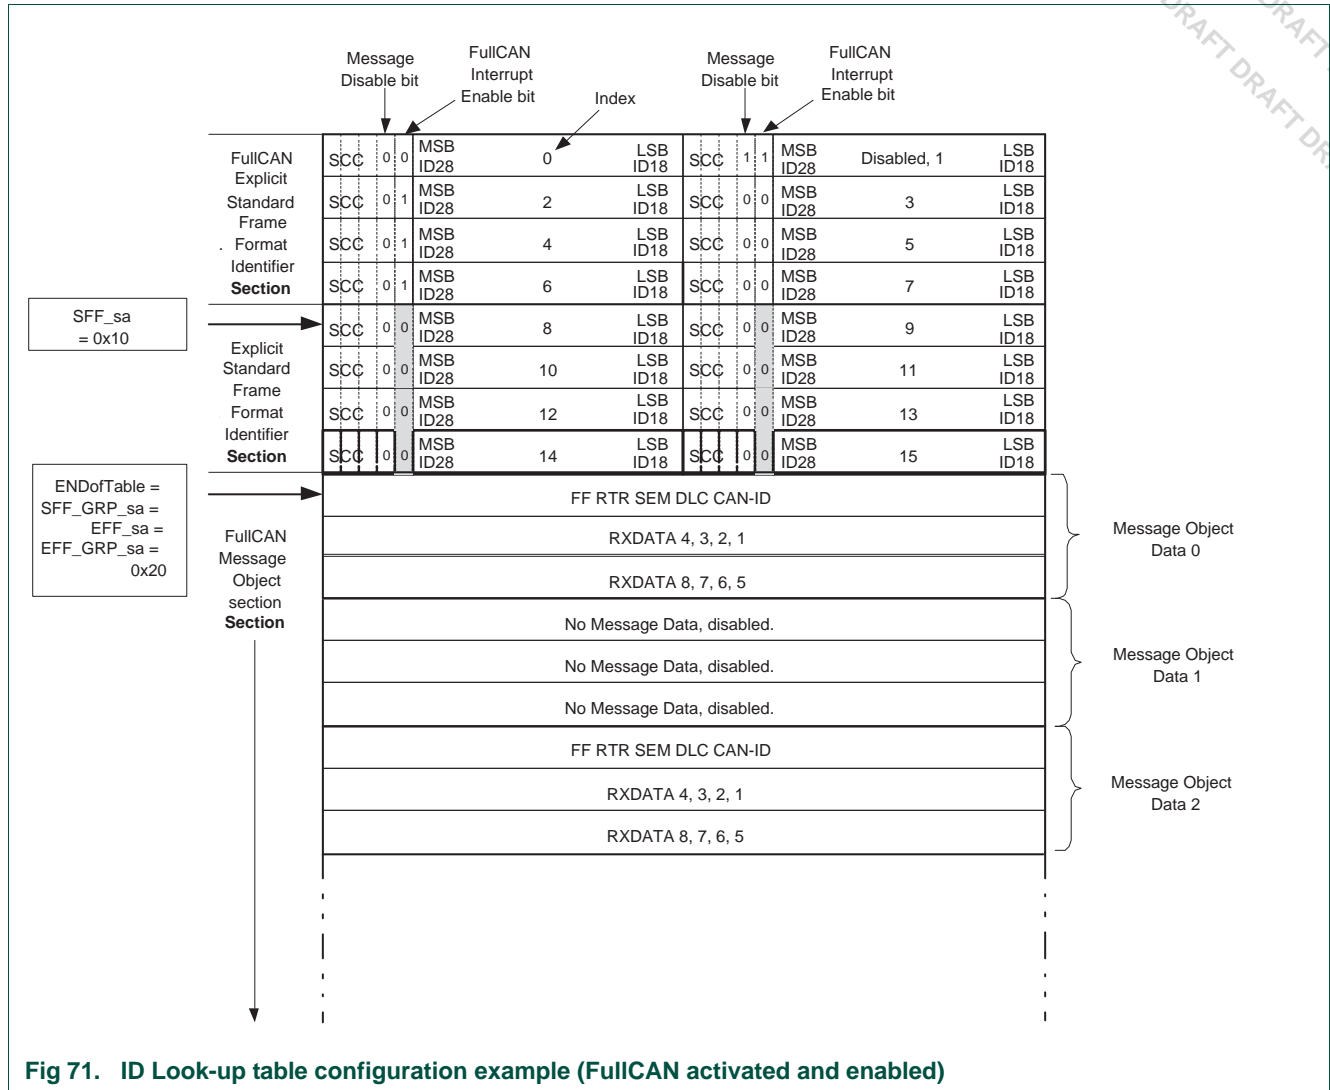 DRAFT DRAFT DRA
DRAFT
Message
Disable bit
FullCAN
Interrupt
Enable bit
Index
Message
Disable bit
FullCAN
Interrupt
Enable bit
FullCAN
Explicit
Standard
Frame
. Format
Identifier
Section
SCC 0 0 MSB ID28 0 LSB ID18 SCC 1 1 MSB ID28 Disabled, 1 LSB ID18
SCC 0 1 MSB ID28 2 LSB ID18 SCC 0 0 MSB ID28 3 LSB ID18
SCC 0 1 MSB ID28 4 LSB ID18 SCC 0 0 MSB ID28 5 LSB ID18
SCC 0 1 MSB ID28 6 LSB ID18 SCC 0 0 MSB ID28 7 LSB ID18
SFF_sa
= 0x10
Explicit
Standard
Frame
Format
Identifier
Section
SCC 0 0 MSB ID28 8 LSB ID18 SCC 0 0 MSB ID28 9 LSB ID18
SCC 0 0 MSB ID28 10 LSB ID18 SCC 0 0 MSB ID28 11 LSB ID18
SCC 0 0 MSB ID28 12 LSB ID18 SCC 0 0 MSB ID28 13 LSB ID18
SCC 0 0 MSB ID28 14 LSB ID18 SCC 0 0 MSB ID28 15 LSB ID18
ENDofTable =
SFF_GRP_sa =
EFF_sa =
EFF_GRP_sa =
0x20
FullCAN
Message
Object
section
Section
FF RTR SEM DLC CAN-ID
RXDATA 4, 3, 2, 1
RXDATA 8, 7, 6, 5
Message Object
Data 0
No Message Data, disabled.
No Message Data, disabled.
No Message Data, disabled.
Message Object
Data 1
FF RTR SEM DLC CAN-ID
RXDATA 4, 3, 2, 1
RXDATA 8, 7, 6, 5
Message Object
Data 2
Fig 71. ID Look-up table configuration example (FullCAN activated and enabled)